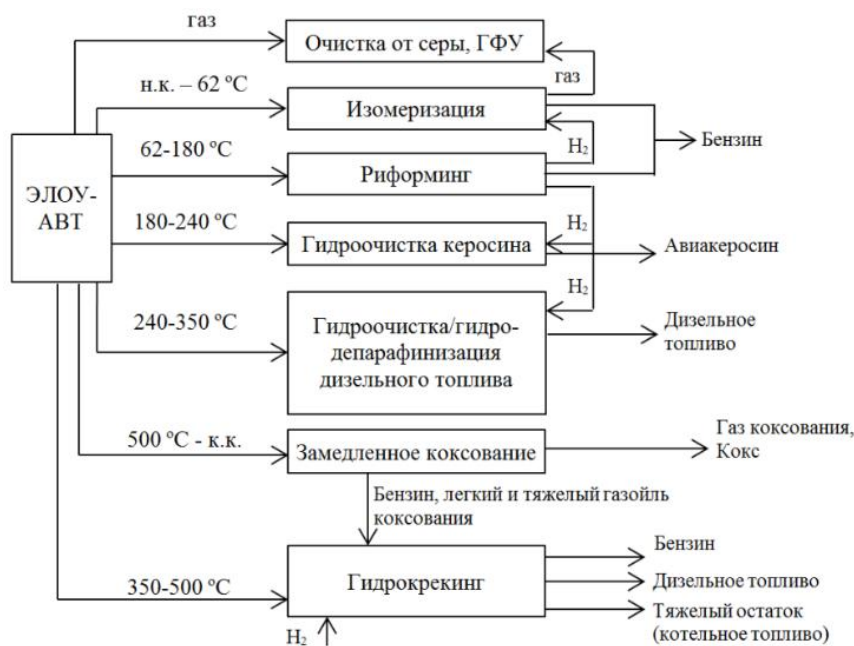 газ
Очистка от серы, ГФУ
газ
н.к. – 62 ºС
Изомеризация
H₂
Бензин
62-180 ºС
Риформинг
ЭЛОУ-
АВТ
180-240 ºС
H₂
Гидроочистка керосина
Авиакеросин
H₂
240-350 ºС
Гидроочистка/гидро-
депарафинизация
дизельного топлива
Дизельное
топливо
500 ºС - к.к.
Замедленное коксование
Газ коксования,
Кокс
Бензин, легкий и тяжелый газойль
коксования
350-500 ºС
Гидрокрекинг
Бензин
Дизельное топливо
Тяжелый остаток
(котельное топливо)
H₂